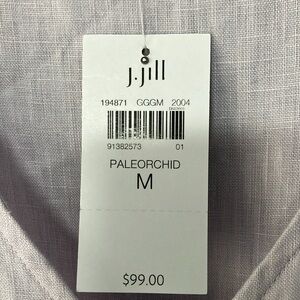 J.Jill
194871 GGGM 2004
91382573 01
PALEORCHID
M
$99.00